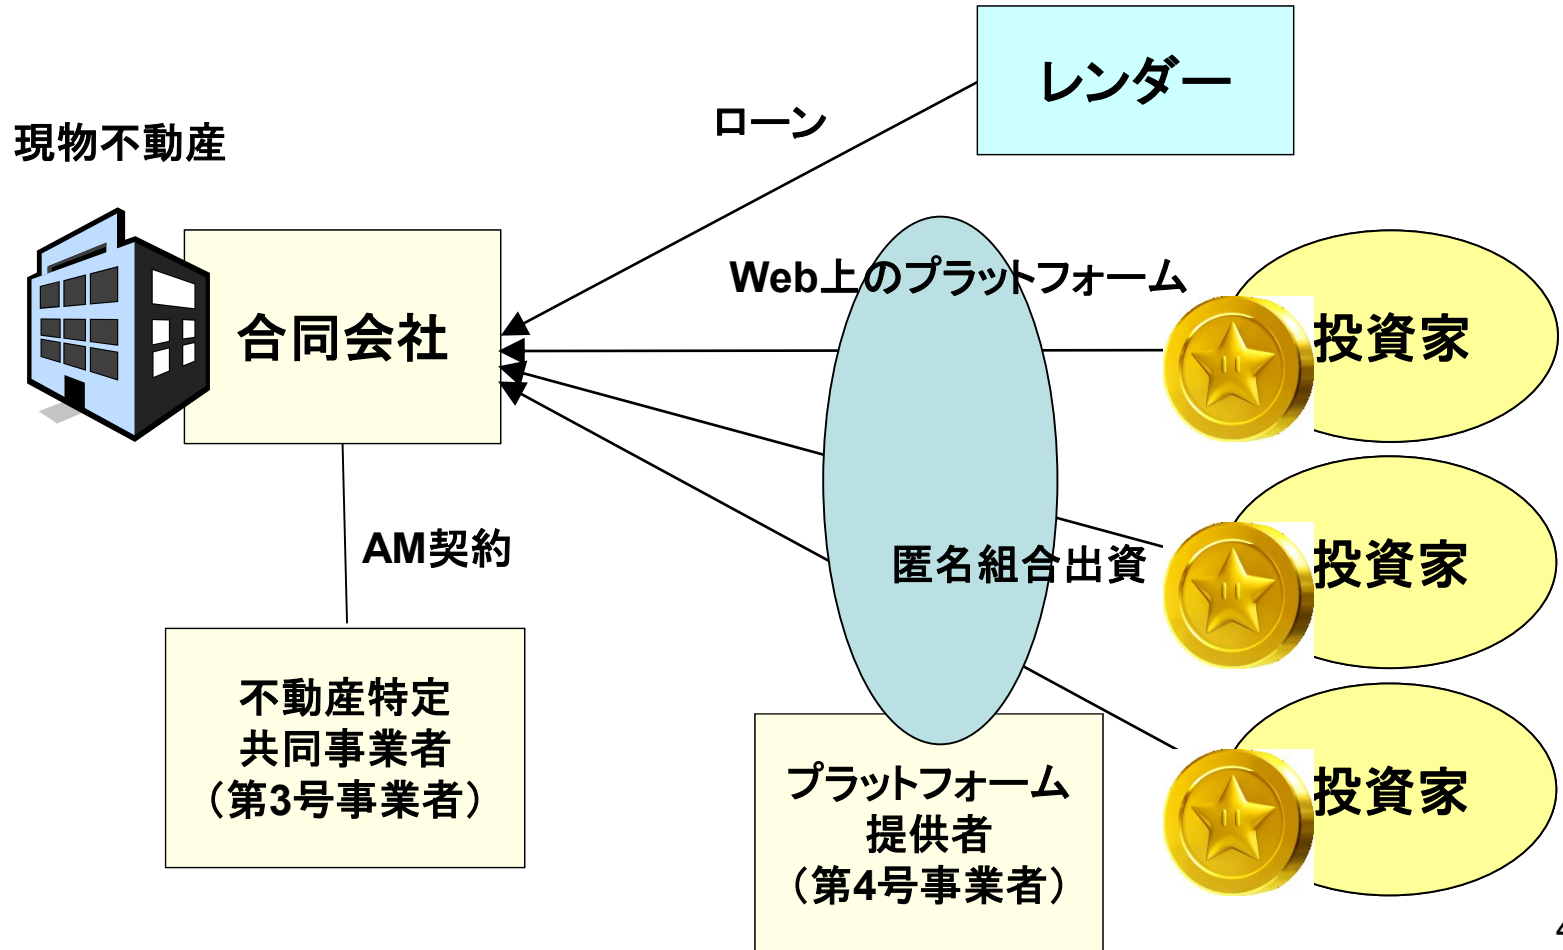 レンダー
ローン
現物不動産
Web上のプラットフォーム
合同会社
投資家
AM契約
匿名組合出資
投資家
不動産特定
共同事業者
（第3号事業者）
プラットフォーム
提供者
（第4号事業者）
投資家